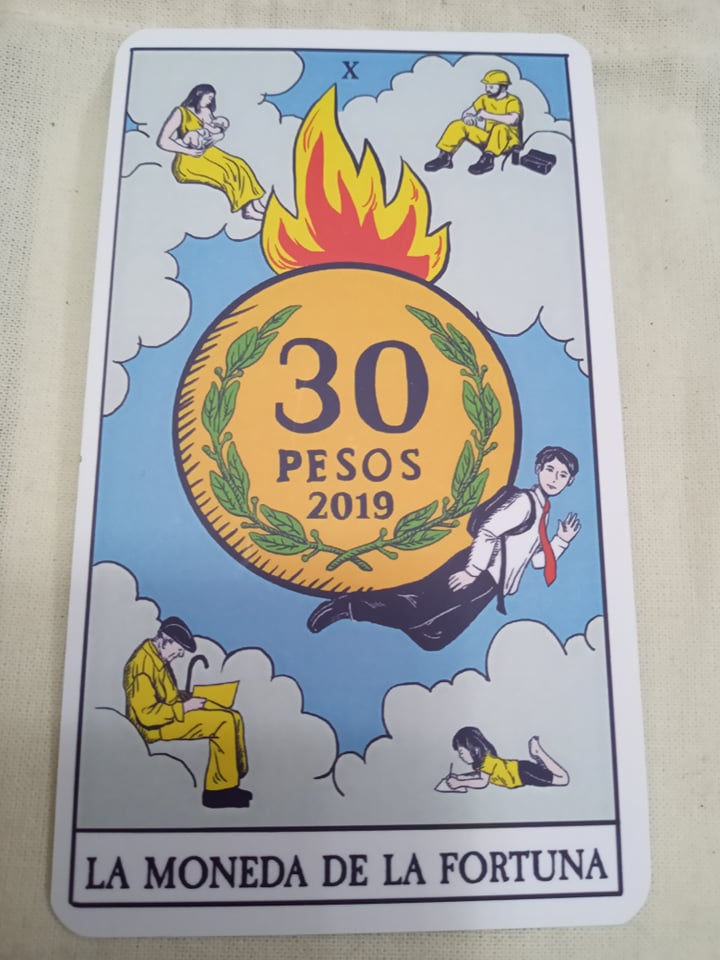 X
30
PESOS
2019
LA MONEDA DE LA FORTUNA